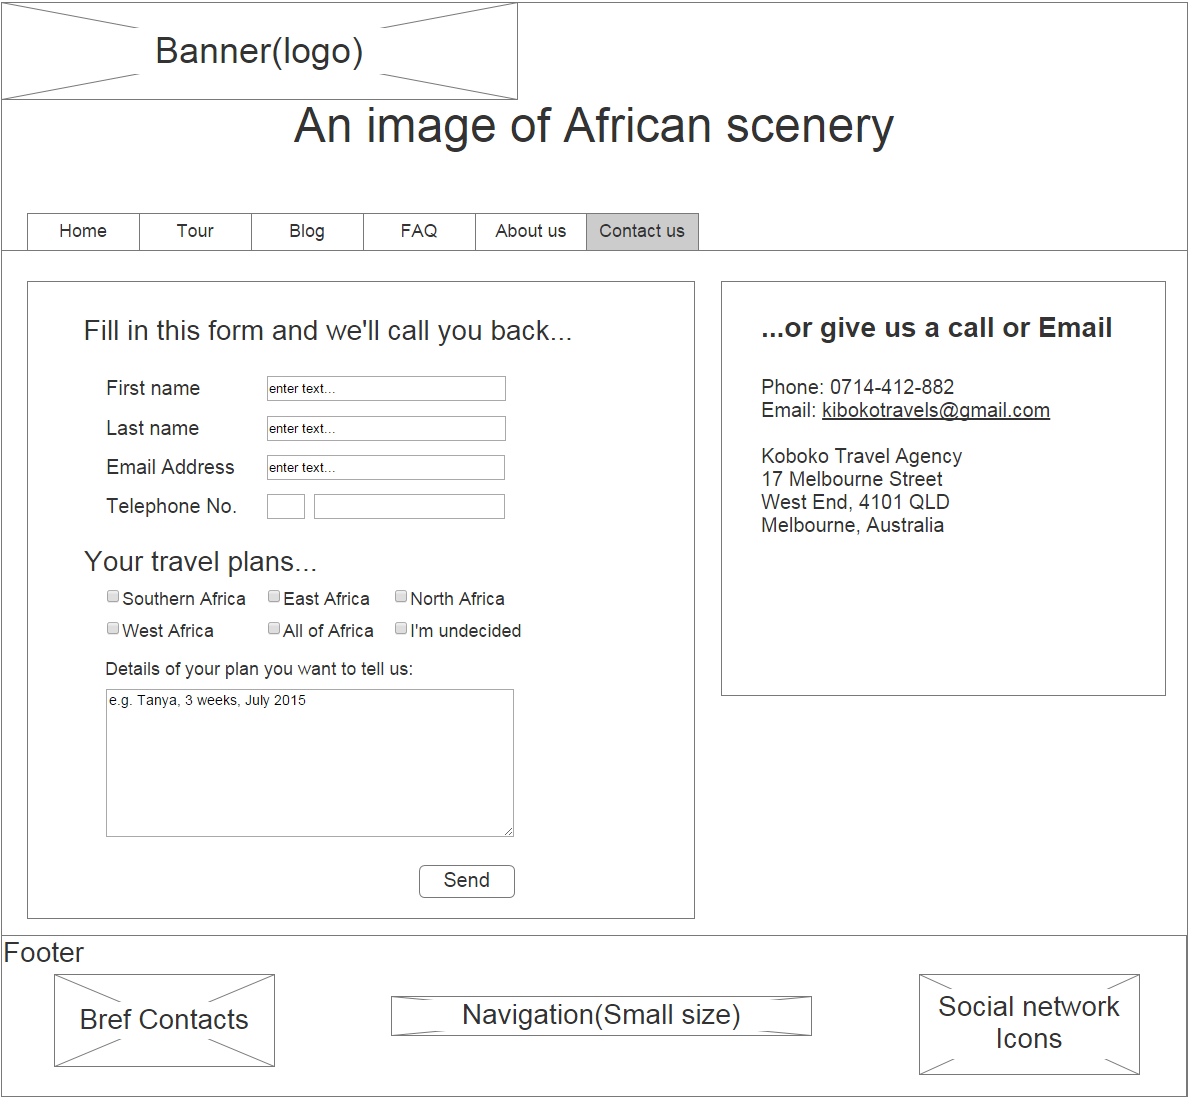 Banner(logo)
An image of African scenery
Home Tour Blog FAQ About us Contact us
Fill in this form and we'll call you back...
First name enter text...
Last name enter text...
Email Address enter text...
Telephone No.
Your travel plans...
Southern Africa East Africa North Africa
West Africa All of Africa I'm undecided
Details of your plan you want to tell us:
e.g. Tanya, 3 weeks, July 2015
Send
...or give us a call or Email
Phone: 0714-412-882
Email: kibokotravels@gmail.com
Koboko Travel Agency
17 Melbourne Street
West End, 4101 QLD
Melbourne, Australia
Footer
Bref Contacts
Navigation(Small size)
Social network
Icons